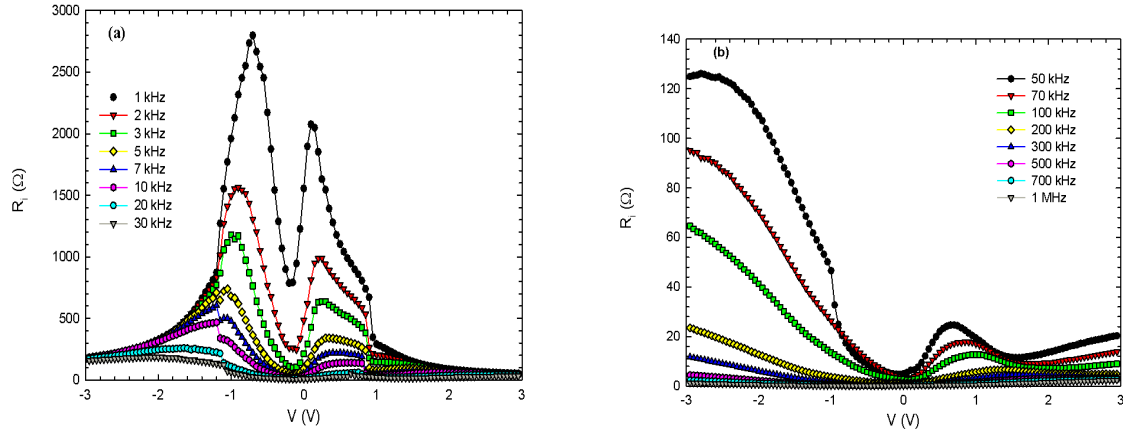 (a)
3000
2500
2000
1500
1000
500
0
R_i (Ω)
1 kHz
2 kHz
3 kHz
5 kHz
7 kHz
10 kHz
20 kHz
30 kHz
-3 -2 -1 0 1 2 3
V (V)
(b)
140
120
100
80
60
40
20
0
R_i (Ω)
50 kHz
70 kHz
100 kHz
200 kHz
300 kHz
500 kHz
700 kHz
1 MHz
-3 -2 -1 0 1 2 3
V (V)